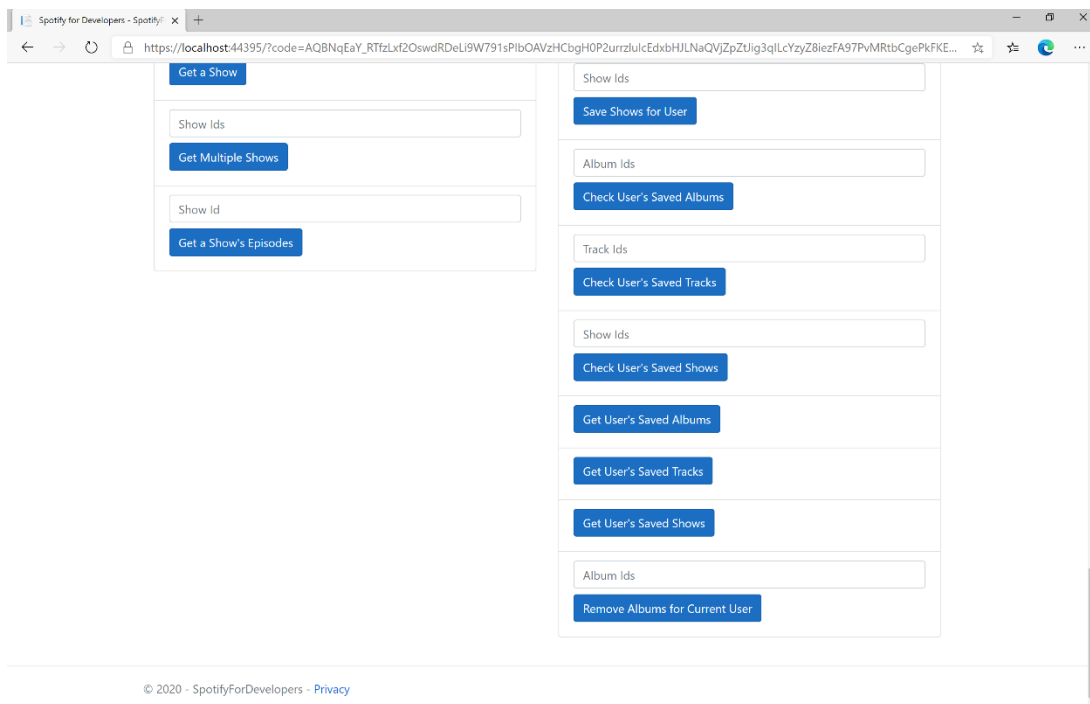 Spotify for Developers - Spotify
https://localhost:44395/?code=
Get a Show
Show Ids
Get Multiple Shows
Show Id
Get a Show's Episodes
Show Ids
Save Shows for User
Album Ids
Check User's Saved Albums
Track Ids
Check User's Saved Tracks
Show Ids
Check User's Saved Shows
Get User's Saved Albums
Get User's Saved Tracks
Get User's Saved Shows
Album Ids
Remove Albums for Current User
© 2020 - SpotifyForDevelopers - Privacy